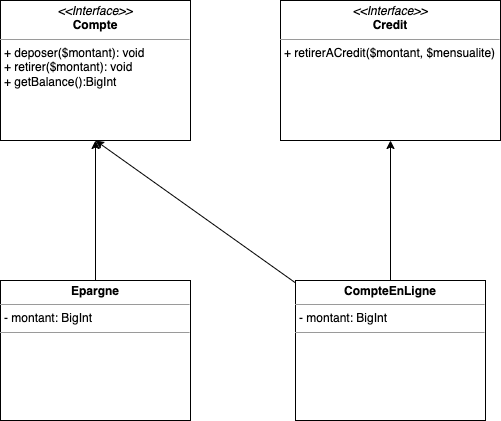 <<Interface>>
Compte
+ deposer($montant): void
+ retirer($montant): void
+ getBalance():BigInt
<<Interface>>
Credit
+ retirerACredit($montant, $mensualite)
Epargne
- montant: BigInt
CompteEnLigne
- montant: BigInt